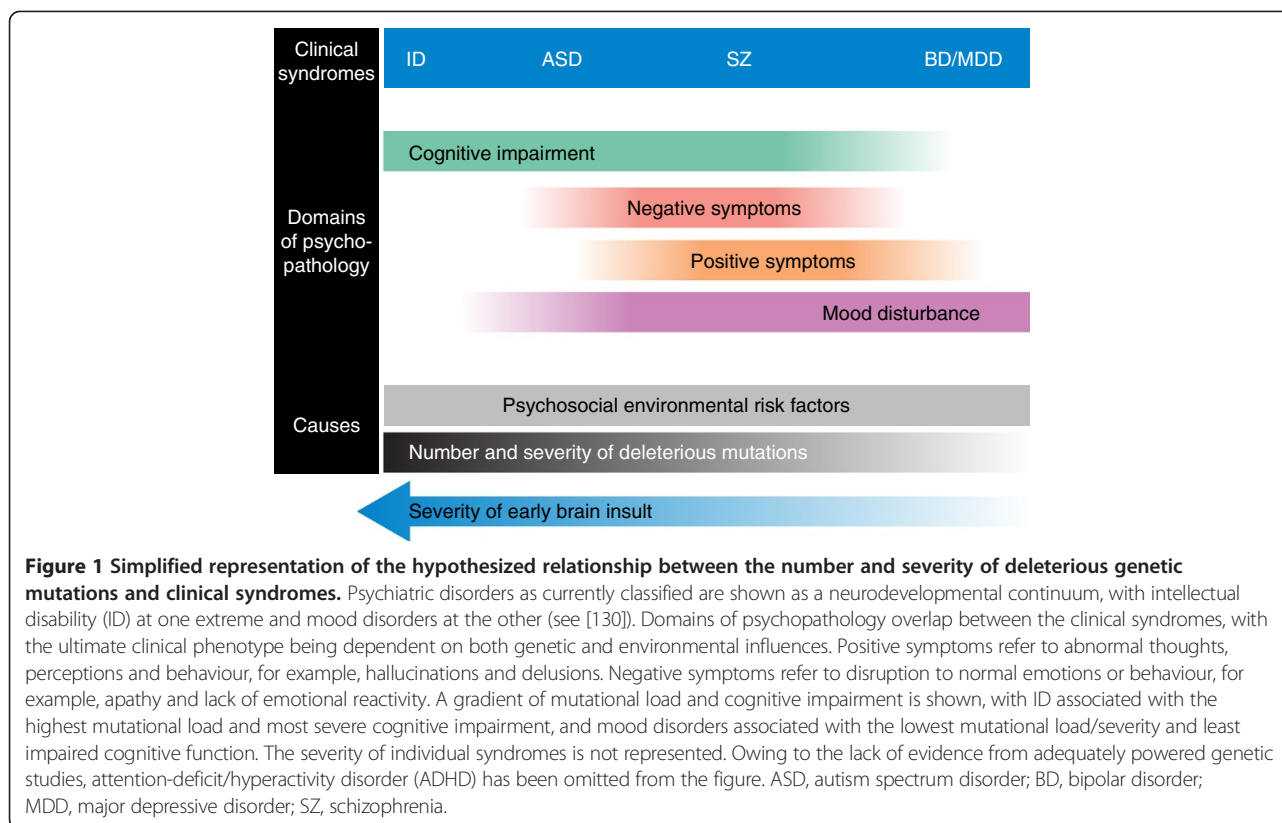 Clinical
syndromes
ID ASD SZ BD/MDD
Cognitive impairment
Negative symptoms
Domains
of psycho-
pathology
Positive symptoms
Mood disturbance
Causes
Psychosocial environmental risk factors
Number and severity of deleterious mutations
Severity of early brain insult
Figure 1 Simplified representation of the hypothesized relationship between the number and severity of deleterious genetic
mutations and clinical syndromes. Psychiatric disorders as currently classified are shown as a neurodevelopmental continuum, with intellectual
disability (ID) at one extreme and mood disorders at the other (see [130]). Domains of psychopathology overlap between the clinical syndromes, with
the ultimate clinical phenotype being dependent on both genetic and environmental influences. Positive symptoms refer to abnormal thoughts,
perceptions and behaviour, for example, hallucinations and delusions. Negative symptoms refer to disruption to normal emotions or behaviour, for
example, apathy and lack of emotional reactivity. A gradient of mutational load and cognitive impairment is shown, with ID associated with the
highest mutational load and most severe cognitive impairment, and mood disorders associated with the lowest mutational load/severity and least
impaired cognitive function. The severity of individual syndromes is not represented. Owing to the lack of evidence from adequately powered genetic
studies, attention-deficit/hyperactivity disorder (ADHD) has been omitted from the figure. ASD, autism spectrum disorder; BD, bipolar disorder;
MDD, major depressive disorder; SZ, schizophrenia.